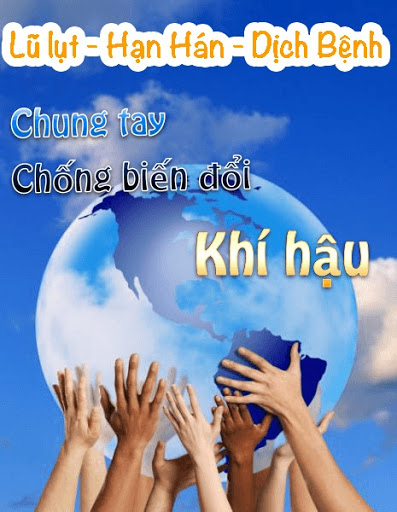 Lũ lụt - Hạn Hán - Dịch Bệnh
Chung tay
Chống biến đổi
Khí hậu